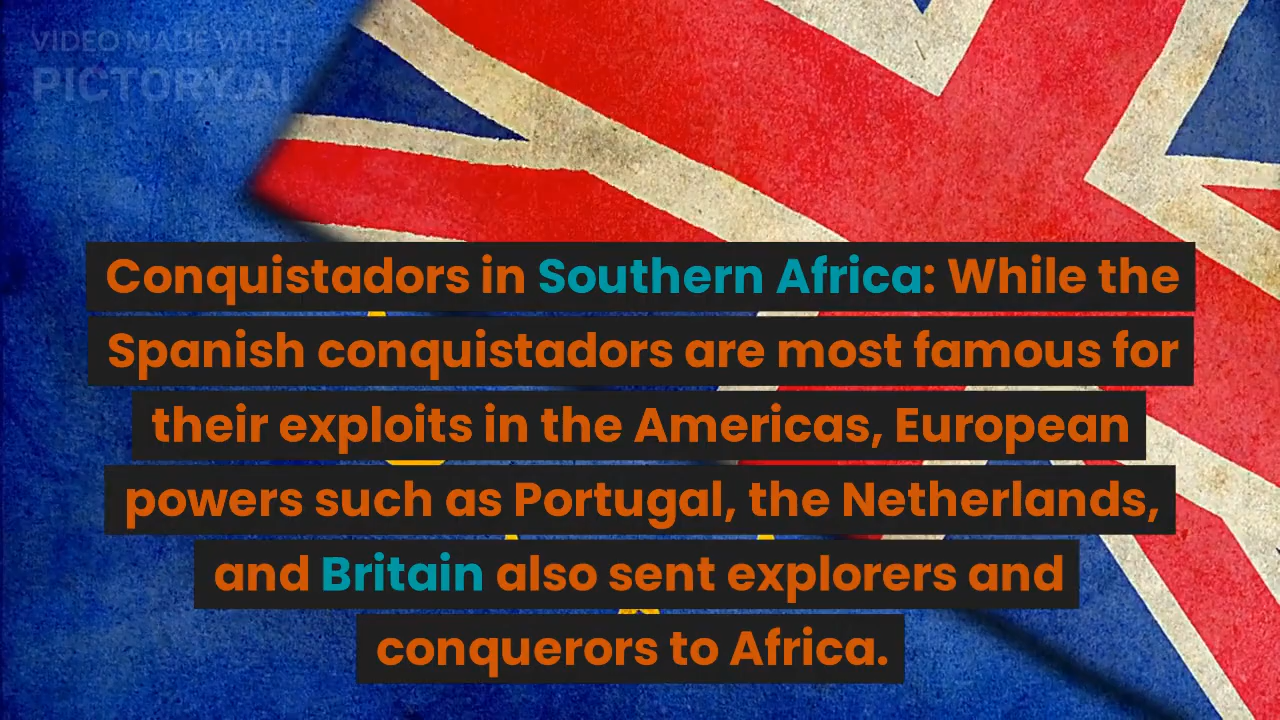 VIDEO MADE WITH
PICTORY.AI
Conquistadors in Southern Africa: While the
Spanish conquistadors are most famous for
their exploits in the Americas, European
powers such as Portugal, the Netherlands,
and Britain also sent explorers and
conquerors to Africa.